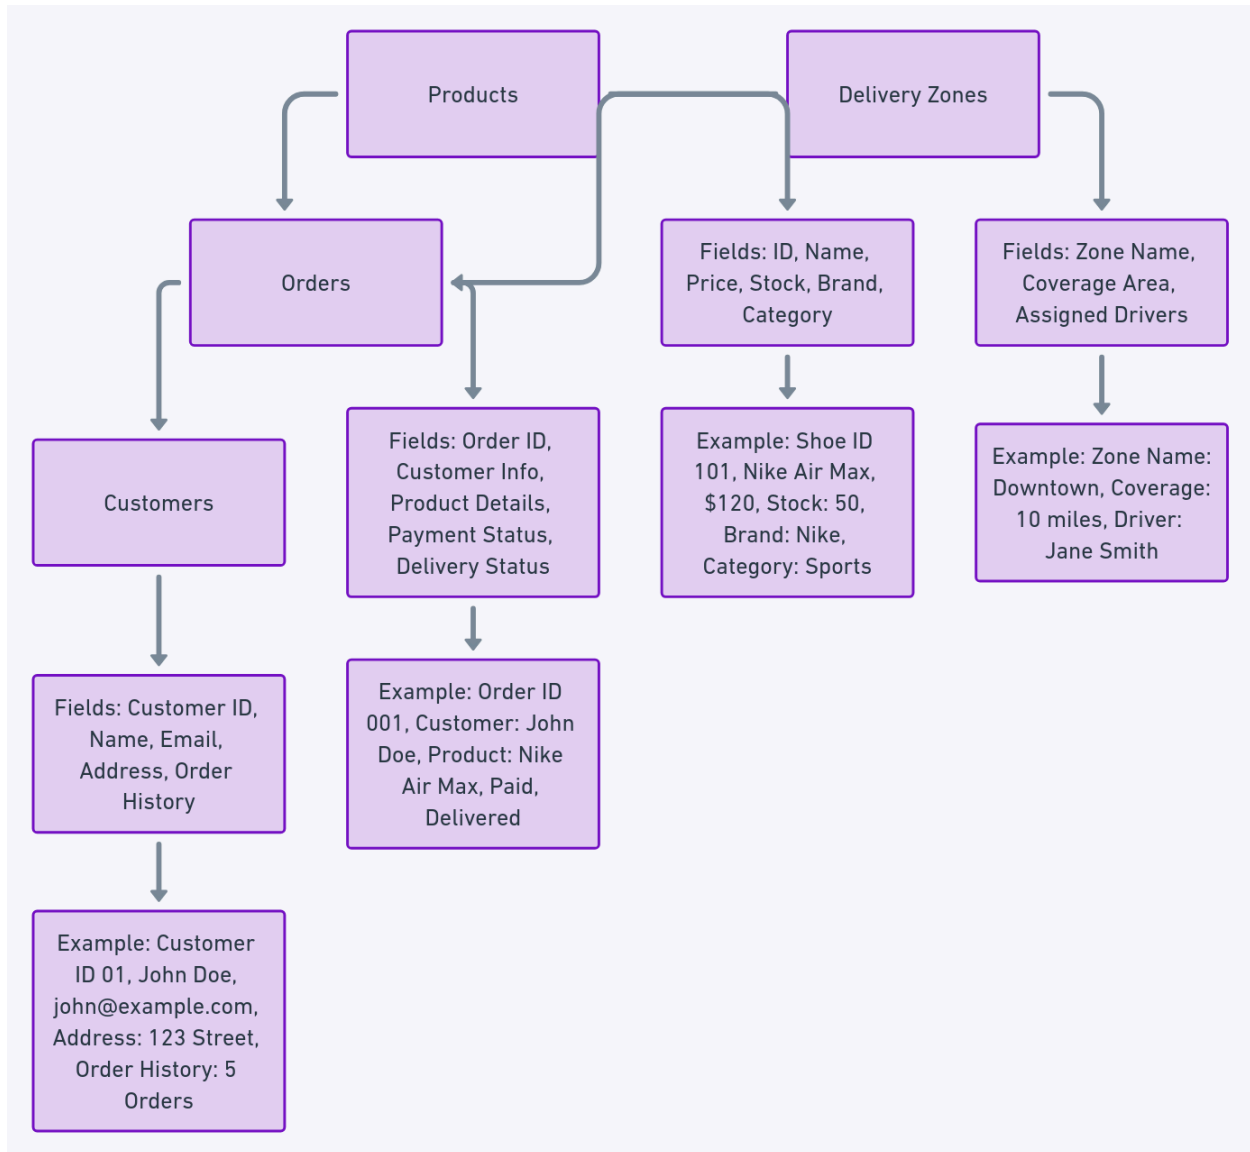 Products
Delivery Zones
Orders
Fields: ID, Name,
Price, Stock, Brand,
Category
Fields: Zone Name,
Coverage Area,
Assigned Drivers
Customers
Fields: Order ID,
Customer Info,
Product Details,
Payment Status,
Delivery Status
Example: Shoe ID
101, Nike Air Max,
$120, Stock: 50,
Brand: Nike,
Category: Sports
Example: Zone Name:
Downtown, Coverage:
10 miles, Driver:
Jane Smith
Fields: Customer ID,
Name, Email,
Address, Order
History
Example: Order ID
001, Customer: John
Doe, Product: Nike
Air Max, Paid,
Delivered
Example: Customer
ID 01, John Doe,
john@example.com,
Address: 123 Street,
Order History: 5
Orders